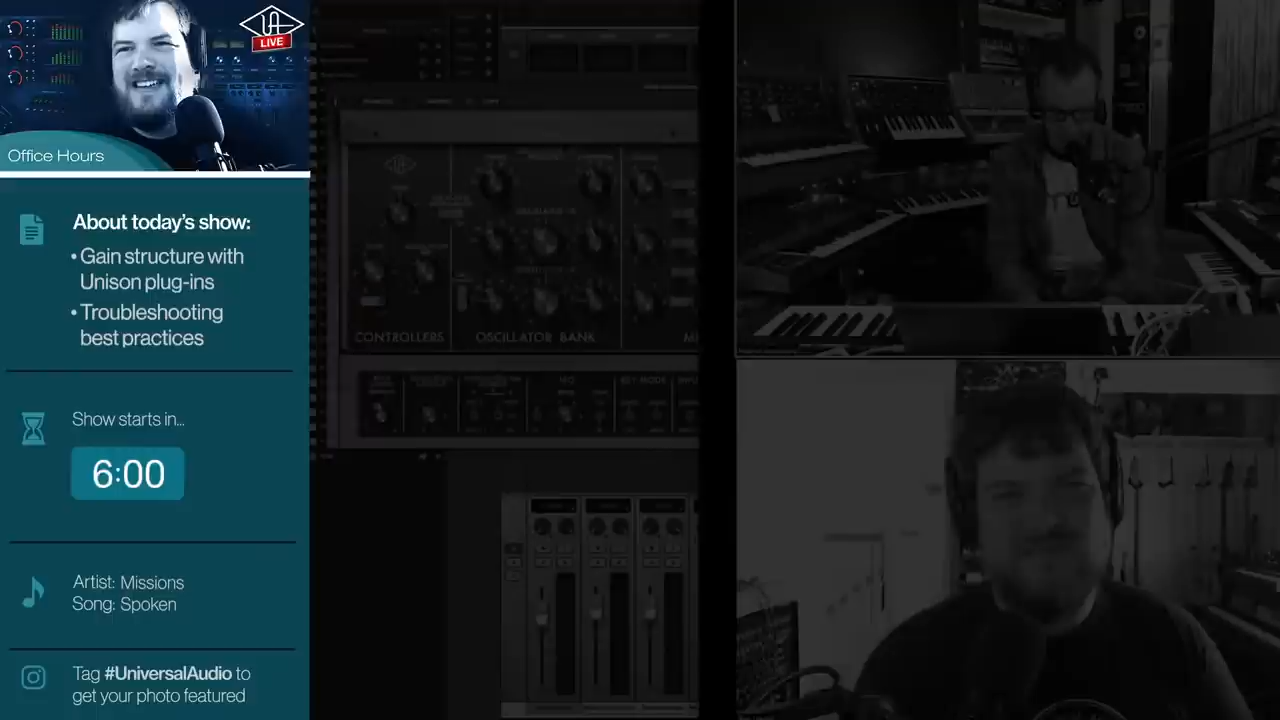 UA
LIVE
Office Hours
About today's show:
• Gain structure with
Unison plug-ins
• Troubleshooting
best practices
Show starts in...
6:00
Artist: Missions
Song: Spoken
Tag #UniversalAudio to
get your photo featured
CONTROLLERS
OSCILLATOR BANK